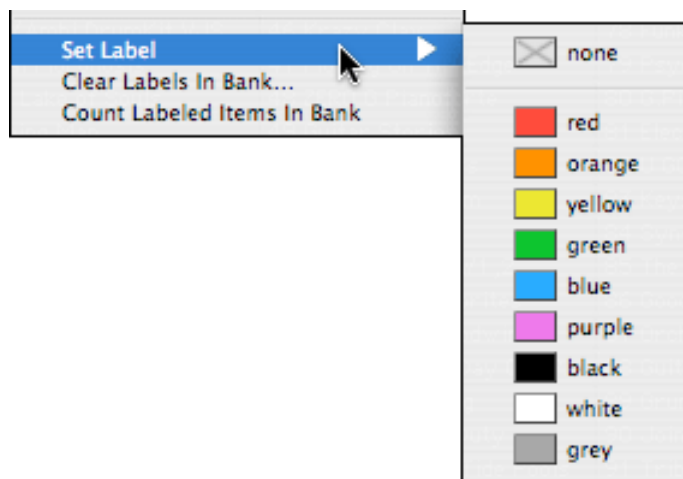 Set Label
Clear Labels In Bank...
Count Labeled Items In Bank
none
red
orange
yellow
green
blue
purple
black
white
grey